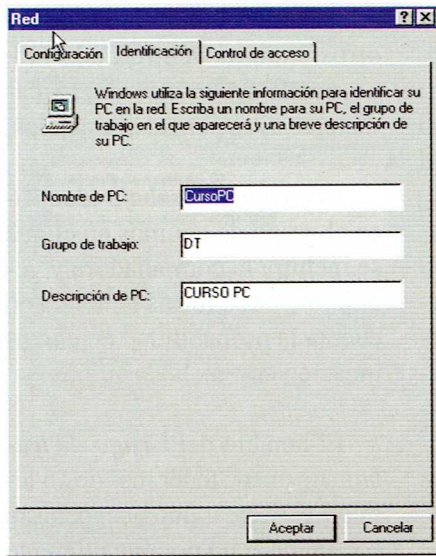 Red
Configuración Identificación Control de acceso
Windows utiliza la siguiente información para identificar su
PC en la red. Escriba un nombre para su PC, el grupo de
trabajo en el que aparecerá y una breve descripción de
su PC.
Nombre de PC: CursoPC
Grupo de trabajo: DT
Descripción de PC: CURSO PC
Aceptar Cancelar